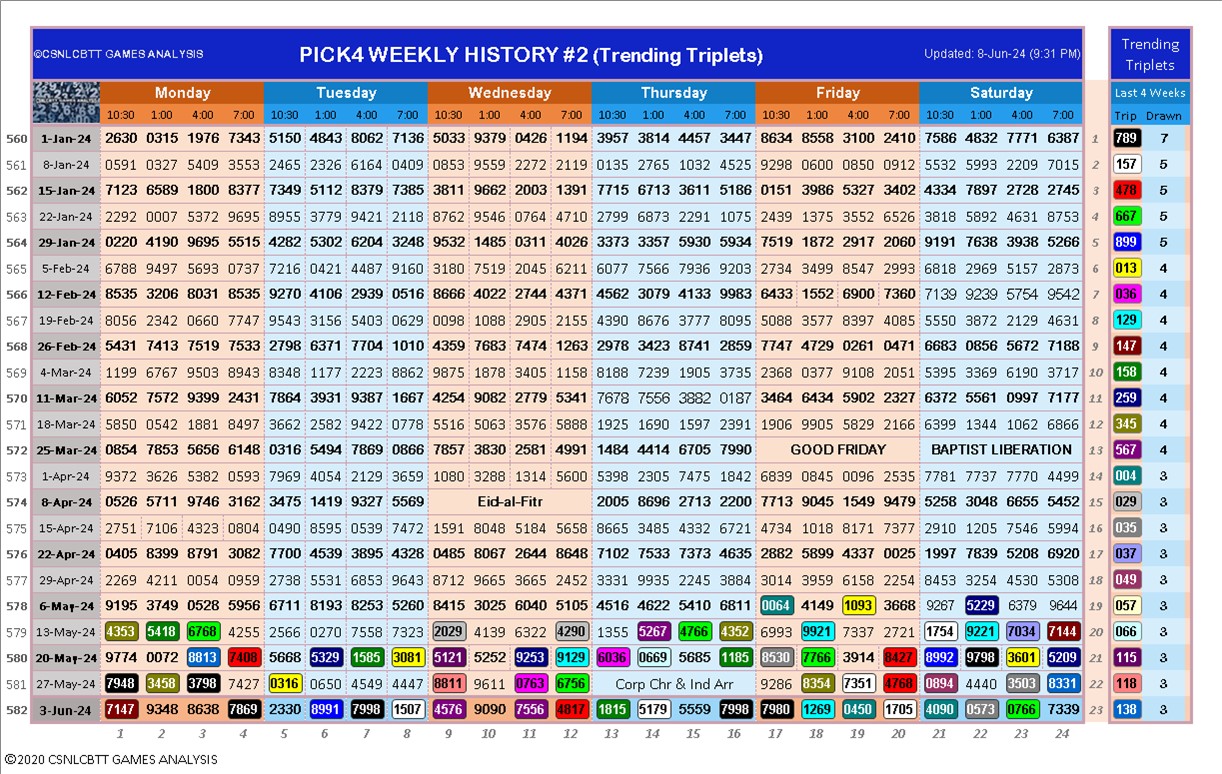 ©CSNLCBTT GAMES ANALYSIS PICK4 WEEKLY HISTORY #2 (Trending Triplets) Updated: 8-Jun-24 (9:31 PM) Trending
Triplets
Monday Tuesday Wednesday Thursday Friday Saturday Last 4 Weeks
10:30 1:00 4:00 7:00 10:30 1:00 4:00 7:00 10:30 1:00 4:00 7:00 10:30 1:00 4:00 7:00 10:30 1:00 4:00 7:00 10:30 1:00 4:00 7:00 Trip Drawn
560 1-Jan-24 2630 0315 1976 7343 5150 4843 8062 7136 5033 9379 0426 1194 3957 3814 4457 3447 8634 8558 3100 2410 7586 4832 7771 6387 1 789 7
561 8-Jan-24 0591 0327 5409 3553 2465 2326 6164 0409 0853 9559 2272 2119 0135 2765 1032 4525 9298 0600 0850 0912 5532 5993 2209 7015 2 157 5
562 15-Jan-24 7123 6589 1800 8377 7349 5112 8379 7385 3811 9662 2003 1391 7715 6713 3611 5186 0151 3986 5327 3402 4334 7897 2728 2745 3 478 5
563 22-Jan-24 2292 0007 5372 9695 8955 3779 9421 2118 8762 9546 0764 4710 2799 6873 2291 1075 2439 1375 3552 6526 3818 5892 4631 8753 4 667 5
564 29-Jan-24 0220 4190 9695 5515 4282 5302 6204 3248 9532 1485 0311 4026 3373 3357 5930 5934 7519 1872 2917 2060 9191 7638 3938 5266 5 899 5
565 5-Feb-24 6788 9497 5693 0737 7216 0421 4487 9160 3180 7519 2045 6211 6077 7566 7936 9203 2734 3499 8547 2993 6818 2969 5157 2873 6 013 4
566 12-Feb-24 8535 3206 8031 8535 9270 4106 2939 0516 8666 4022 2744 4371 4562 3079 4133 9983 6433 1552 6900 7360 7139 9239 5754 9542 7 036 4
567 19-Feb-24 8056 2342 0660 7747 9543 3156 5403 0629 0098 1088 2905 2155 4390 8676 3777 8095 5088 3577 8397 4085 5550 3872 2129 4631 8 129 4
568 26-Feb-24 5431 7413 7519 7533 2798 6371 7704 1010 4359 7683 7474 1263 2978 3423 8741 2859 7747 4729 0261 0471 6683 0856 5672 7188 9 147 4
569 4-Mar-24 1199 6767 9503 8943 8348 1177 2223 8862 9875 1878 3405 1158 8188 7239 1905 3735 2368 0377 9108 2051 5395 3369 6190 3717 10 158 4
570 11-Mar-24 6052 7572 9399 2431 7864 3931 9387 1667 4254 9082 2779 5341 7678 7556 3882 0187 3464 6434 5902 2327 6372 5561 0997 7177 11 259 4
571 18-Mar-24 5850 0542 1881 8497 3662 2582 9422 0778 5516 5063 3576 5888 1925 1690 1597 2391 1906 9905 5829 2166 6399 1344 1062 6866 12 345 4
572 25-Mar-24 0854 7853 5656 6148 0316 5494 7869 0866 7857 3830 2581 4991 1484 4414 6705 7990 GOOD FRIDAY BAPTIST LIBERATION 13 567 4
573 1-Apr-24 9372 3626 5382 0593 7969 4054 2129 3659 1080 3288 1314 5600 5398 2305 7475 1842 6839 0845 0096 2535 7781 7737 7770 4499 14 004 3
574 8-Apr-24 0526 5711 9746 3162 3475 1419 9327 5569 Eid-al-Fitr 2005 8696 2713 2200 7713 9045 1549 9479 5258 3048 6655 5452 15 029 3
575 15-Apr-24 2751 7106 4323 0804 0490 8595 0539 7472 1591 8048 5184 5658 8665 3485 4332 6721 4734 1018 8171 7377 2910 1205 7546 5994 16 035 3
576 22-Apr-24 0405 8399 8791 3082 7700 4539 3895 4328 0485 8067 2644 8648 7102 7533 7373 4635 2882 5899 4337 0025 1997 7839 5208 6920 17 037 3
577 29-Apr-24 2269 4211 0054 0959 2738 5531 6853 9643 8712 9665 3665 2452 3331 9935 2245 3884 3014 3959 6158 2254 8453 3254 4530 5308 18 049 3
578 6-May-24 9195 3749 0528 5956 6711 8193 8253 5260 8415 3025 6040 5105 4516 4622 5410 6811 0064 4149 1093 3668 9267 5229 6379 9644 19 057 3
579 13-May-24 4353 5418 6768 4255 2566 0270 7558 7323 2029 4139 6322 4290 1355 5267 4766 4352 6993 9921 7337 2721 1754 9221 7034 7144 20 066 3
580 20-May-24 9774 0072 8813 7408 5668 5329 1585 3081 5121 5252 9253 9129 6036 0669 5685 1185 8530 7766 3914 8427 8992 9798 3601 5209 21 115 3
581 27-May-24 7948 3458 3798 7427 0316 0650 4549 4447 8811 9611 0763 6756 Corp Chr & Ind Arr 9286 8354 7351 4768 0894 4440 3503 8331 22 118 3
582 3-Jun-24 7147 9348 8638 7869 2330 8991 7998 1507 4576 9090 7556 4817 1815 5179 5559 7998 7980 1269 0450 1705 4090 0573 0766 7339 23 138 3
1 2 3 4 5 6 7 8 9 10 11 12 13 14 15 16 17 18 19 20 21 22 23 24
©2020 CSNLCBTT GAMES ANALYSIS